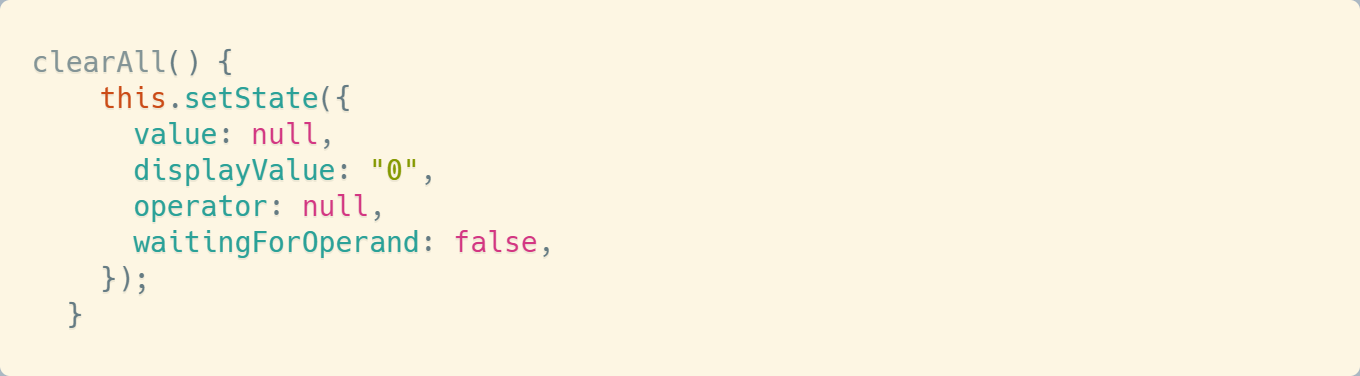 clearAll() {
    this.setState({
      value: null,
      displayValue: "0",
      operator: null,
      waitingForOperand: false,
    });
  }